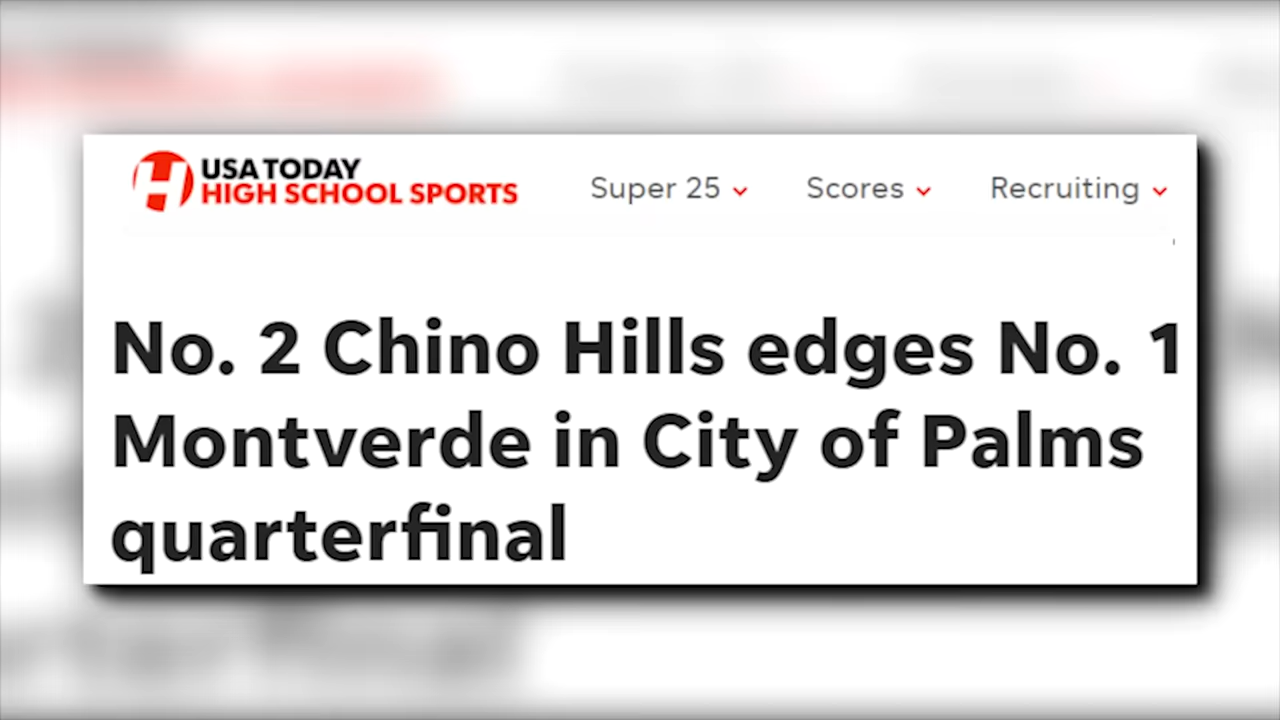 USA TODAY
HIGH SCHOOL SPORTS
Super 25
Scores
Recruiting
No. 2 Chino Hills edges No. 1
Montverde in City of Palms
quarterfinal